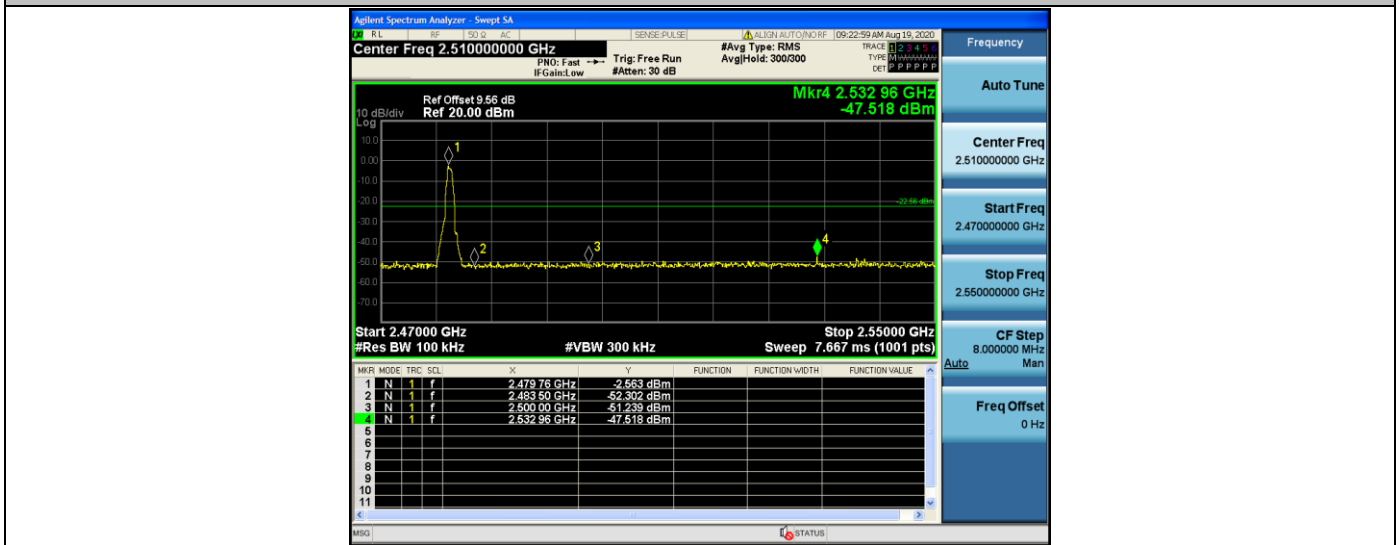 Agilent Spectrum Analyzer - Swept SA
RL RF 50 Ω AC SENSE:PULSE ALIGN AUTO/NO RF 09:22:59 AM Aug 19, 2020
Center Freq 2.510000000 GHz
PNO: Fast
IFGain:Low
Trig: Free Run
#Atten: 30 dB
#Avg Type: RMS
Avg|Hold: 300/300
TRACE 1 2 3 4 5 6
TYPE M
DET P P P P P P
Mkr4 2.532 96 GHz
-47.518 dBm
Ref Offset 9.56 dB
10 dB/div Ref 20.00 dBm
Log
10.0
0.00
-10.0
-20.0
-30.0
-40.0
-50.0
-60.0
-70.0
-22.56 dBm
1
2
3
4
Start 2.47000 GHz Stop 2.55000 GHz
#Res BW 100 kHz #VBW 300 kHz Sweep 7.667 ms (1001 pts)
MKR MODE TRC SCL X Y FUNCTION FUNCTION WIDTH FUNCTION VALUE
1 N 1 f 2.479 76 GHz -2.563 dBm
2 N 1 f 2.483 50 GHz -52.302 dBm
3 N 1 f 2.500 00 GHz -51.239 dBm
4 N 1 f 2.532 96 GHz -47.518 dBm
5
6
7
8
9
10
11
MSG STATUS
Frequency
Auto Tune
Center Freq
2.510000000 GHz
Start Freq
2.470000000 GHz
Stop Freq
2.550000000 GHz
CF Step
8.000000 MHz
Auto Man
Freq Offset
0 Hz